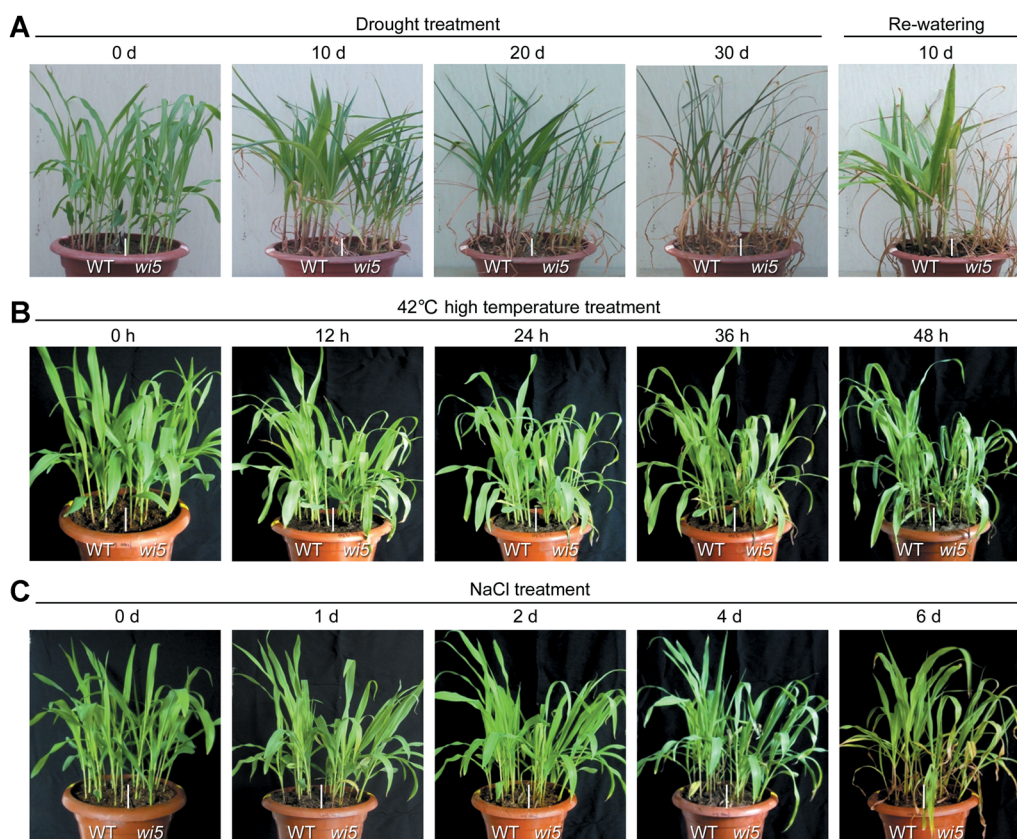 A
Drought treatment
Re-watering
0 d
10 d
20 d
30 d
10 d
WT wi5
WT wi5
WT wi5
WT wi5
WT wi5
B
42°C high temperature treatment
0 h
12 h
24 h
36 h
48 h
WT wi5
WT wi5
WT wi5
WT wi5
WT wi5
C
NaCl treatment
0 d
1 d
2 d
4 d
6 d
WT wi5
WT wi5
WT wi5
WT wi5
WT wi5